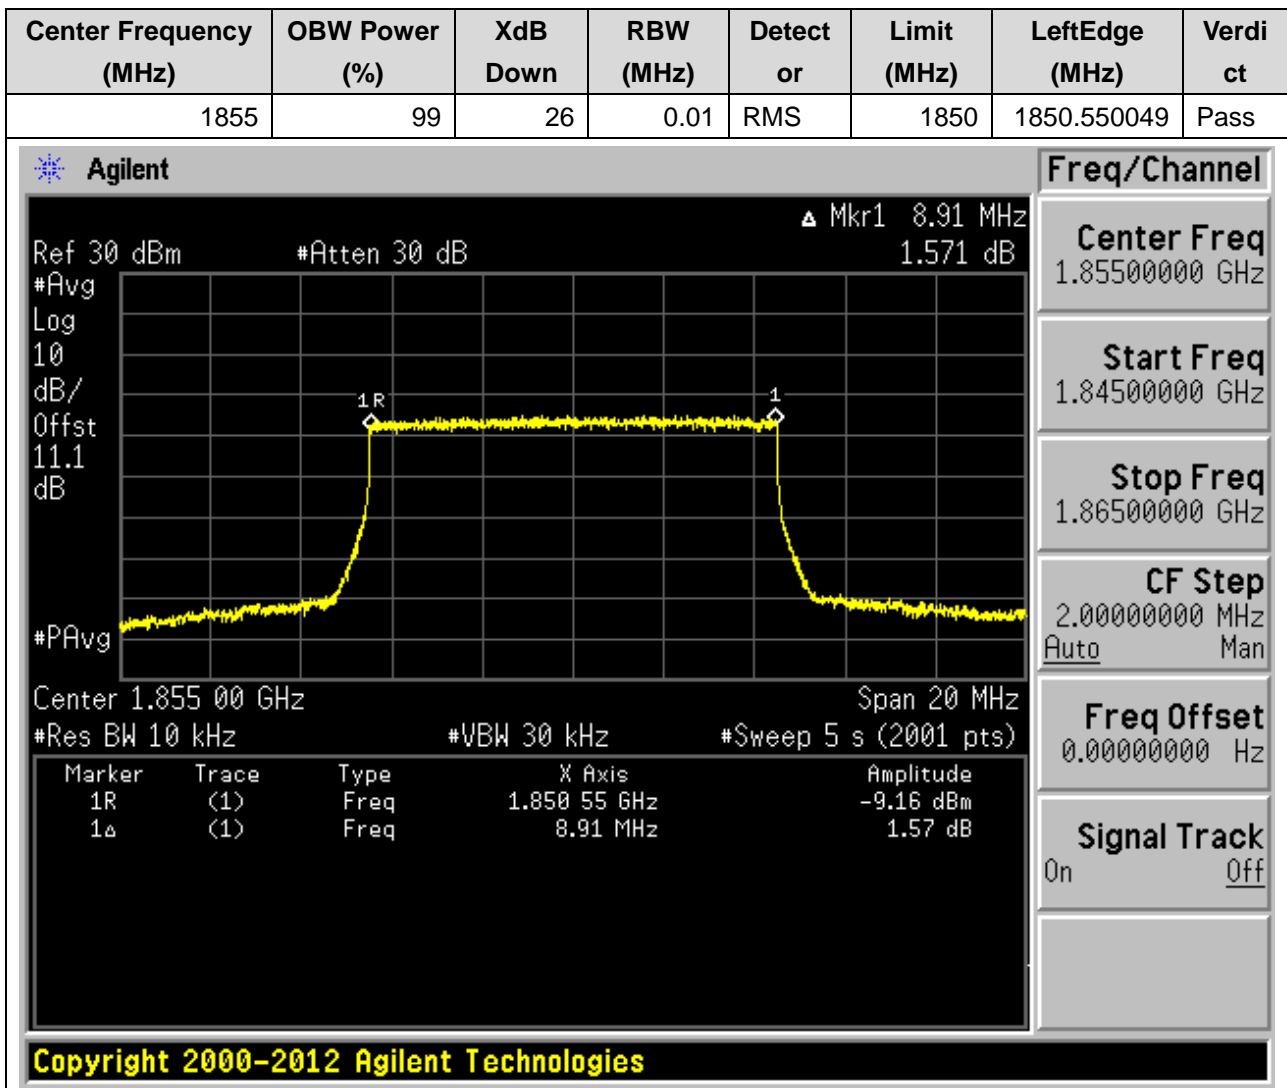 Center Frequency (MHz) OBW Power (%) XdB Down RBW (MHz) Detect or Limit (MHz) LeftEdge (MHz) Verdi ct
1855 99 26 0.01 RMS 1850 1850.550049 Pass
Agilent
Freq/Channel
Δ Mkr1 8.91 MHz
Ref 30 dBm #Atten 30 dB 1.571 dB
#Avg
Log
10
dB/
Offst
11.1
dB
#PAvg
1R
1
Center 1.855 00 GHz Span 20 MHz
#Res BW 10 kHz #VBW 30 kHz #Sweep 5 s (2001 pts)
Marker Trace Type X Axis Amplitude
1R (1) Freq 1.850 55 GHz -9.16 dBm
1Δ (1) Freq 8.91 MHz 1.57 dB
Center Freq
1.85500000 GHz
Start Freq
1.84500000 GHz
Stop Freq
1.86500000 GHz
CF Step
2.00000000 MHz
Auto Man
Freq Offset
0.00000000 Hz
Signal Track
On Off
Copyright 2000-2012 Agilent Technologies